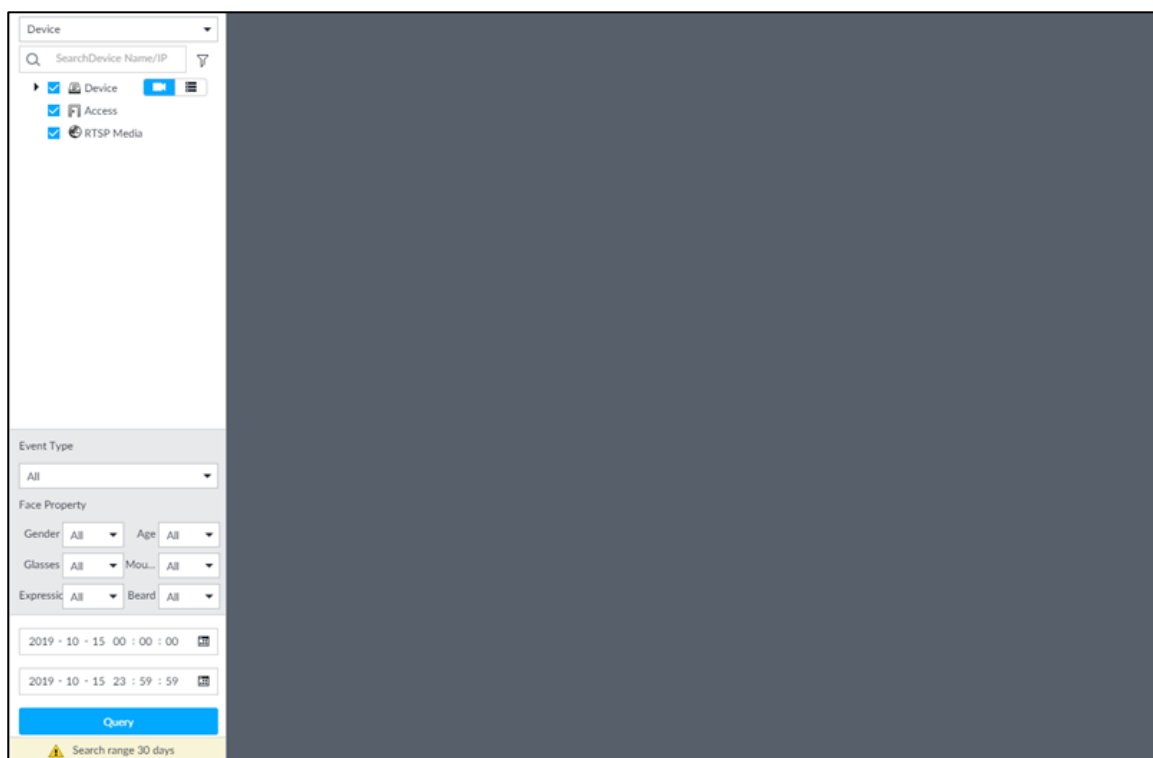 Device
SearchDevice Name/IP
Device
Access
RTSP Media
Event Type
All
Face Property
Gender All Age All
Glasses All Mou... All
Expressic All Beard All
2019 - 10 - 15 00 : 00 : 00
2019 - 10 - 15 23 : 59 : 59
Query
Search range 30 days